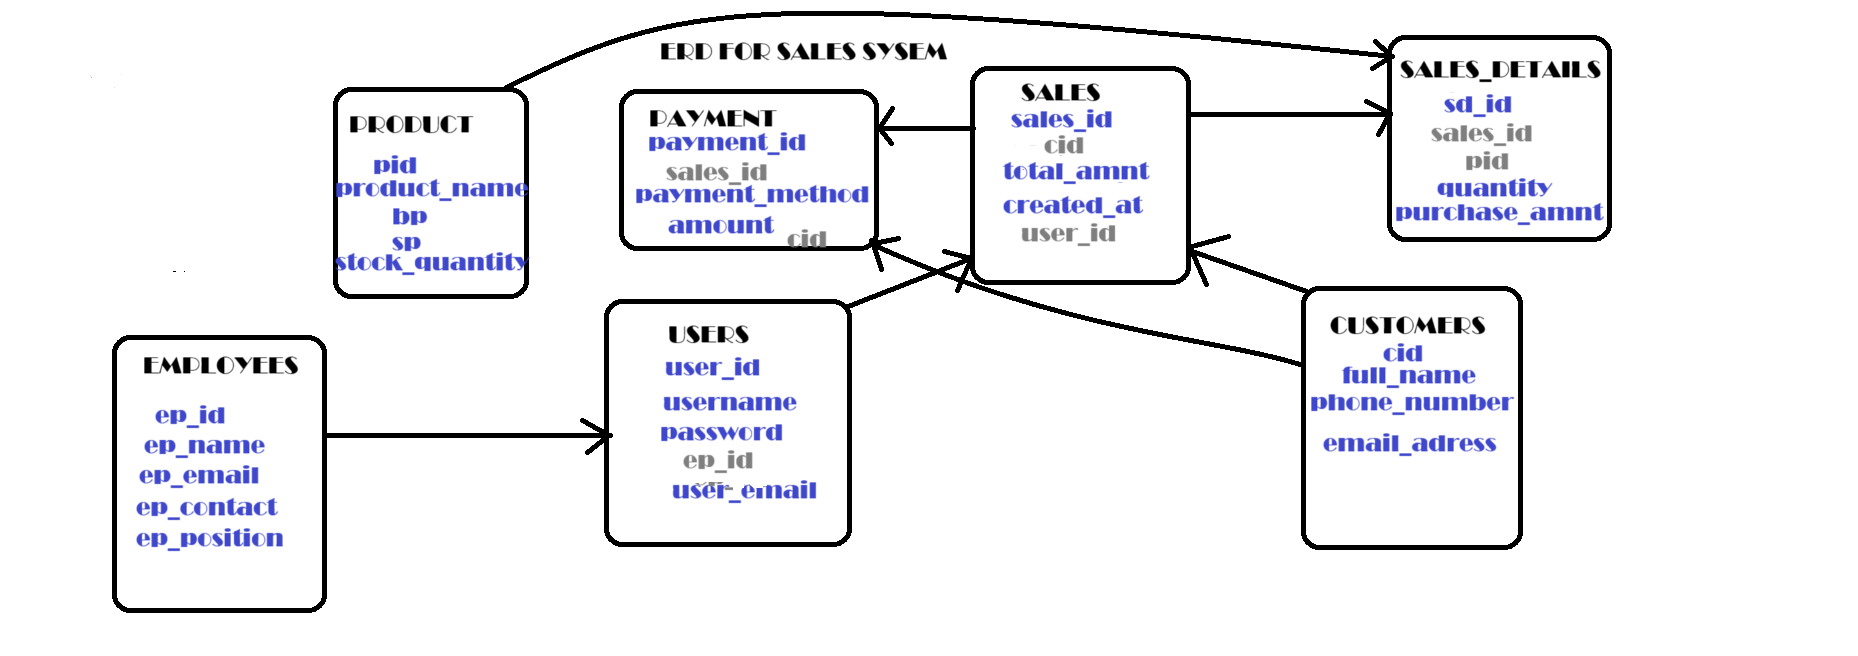 ERD FOR SALES SYSEM
PRODUCT
pid
product_name
bp
sp
stock_quantity
PAYMENT
payment_id
sales_id
payment_method
amount
cid
SALES
sales_id
cid
total_amnt
created_at
user_id
SALES_DETAILS
sd_id
sales_id
pid
quantity
purchase_amnt
EMPLOYEES
ep_id
ep_name
ep_email
ep_contact
ep_position
USERS
user_id
username
password
ep_id
user_email
CUSTOMERS
cid
full_name
phone_number
email_adress